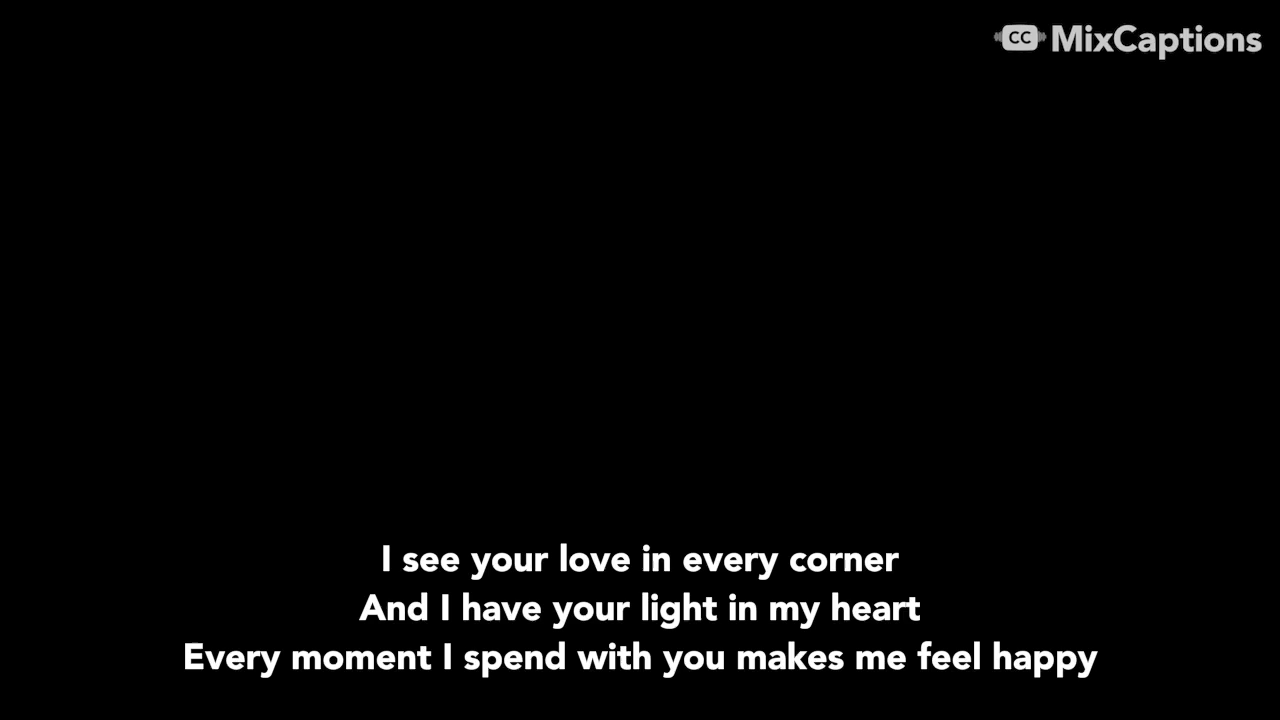 CC MixCaptions
I see your love in every corner
And I have your light in my heart
Every moment I spend with you makes me feel happy